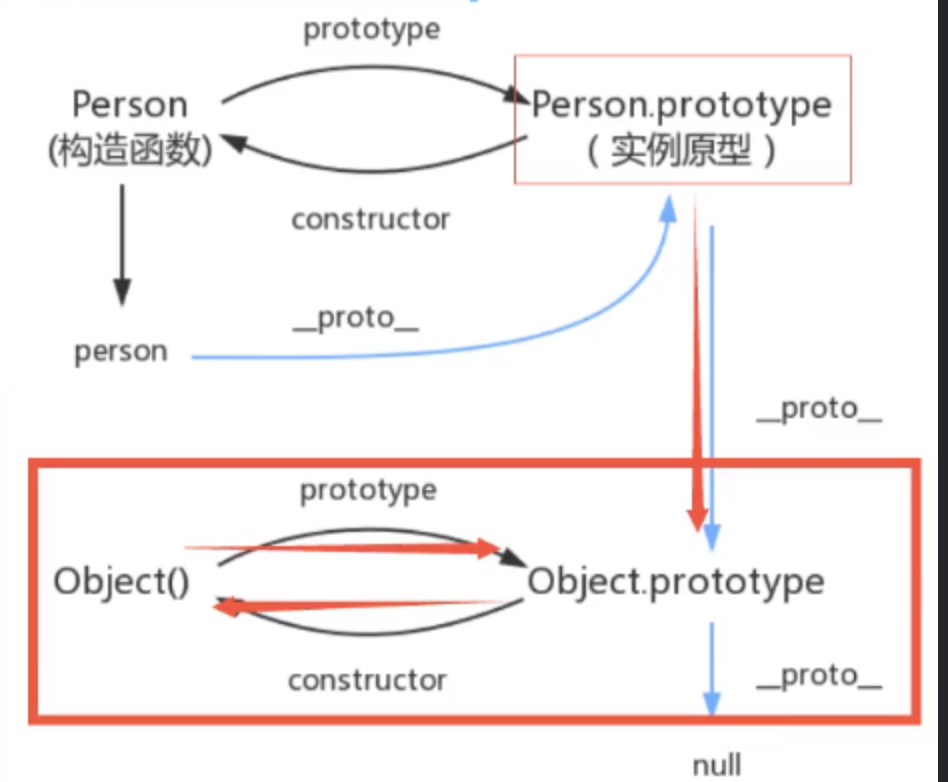 prototype
Person
(构造函数)
Person.prototype
( 实例原型 )
constructor
__proto__
person
__proto__
prototype
Object()
Object.prototype
constructor
__proto__
null